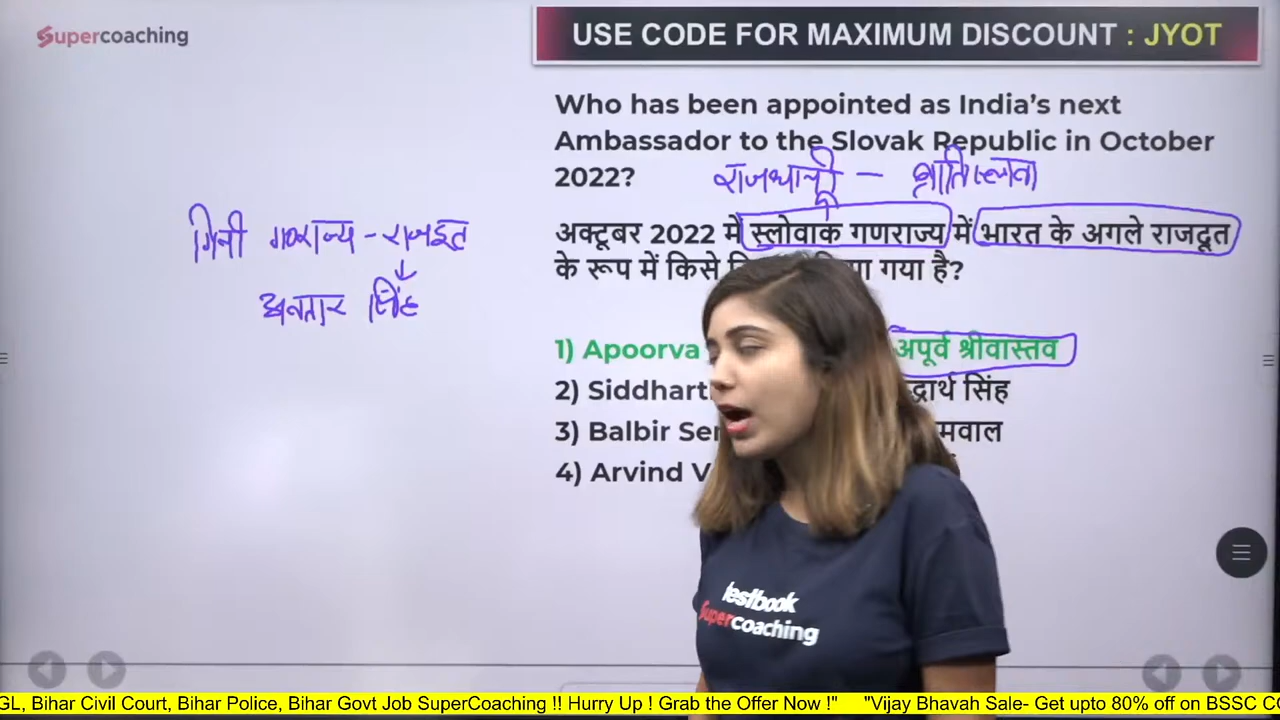 Supercoaching
USE CODE FOR MAXIMUM DISCOUNT : JYOT
Who has been appointed as India's next
Ambassador to the Slovak Republic in October
2022?
राजधानी –
अक्टूबर 2022 में स्लोवाक गणराज्य में भारत के अगले राजदूत
के रूप में किसे गया है?
गिनी गणराज्य - राजदूत
अवतार सिंह
1) Apoorva अपूर्व श्रीवास्तव
2) सिंह
3) Balbir
4) Arvind
testbook
Supercoaching
GL, Bihar Civil Court, Bihar Police, Bihar Govt Job SuperCoaching !! Hurry Up ! Grab the Offer Now !" "Vijay Bhavah Sale- Get upto 80% off on BSSC